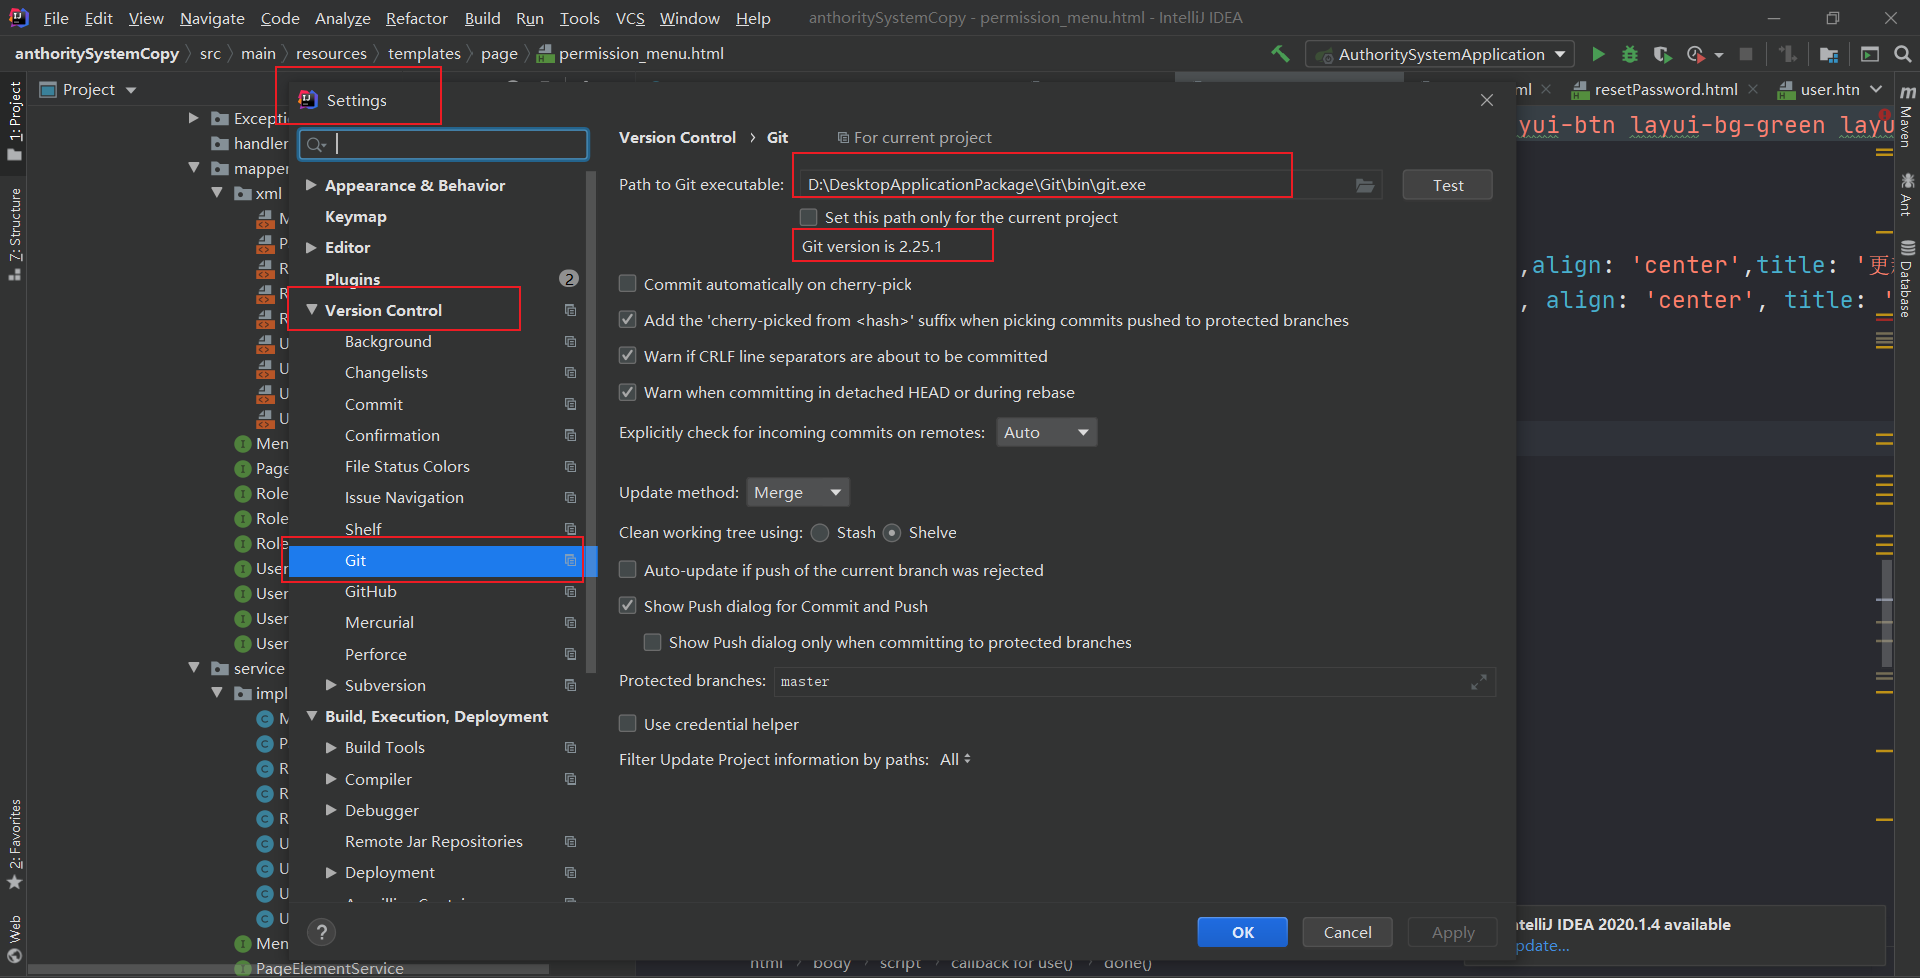 File Edit View Navigate Code Analyze Refactor Build Run Tools VCS Window Help anthoritySystemCopy - permission_menu.html - IntelliJ IDEA
anthoritySystemCopy src main resources templates page permission_menu.html AuthoritySystemApplication
Project
ml resetPassword.html user.htn
1: Project
7: Structure
2: Favorites
Web
Maven
Ant
Database
handler
xml
Men
Page
Role
Role
Role
User
User
User
User
service
impl
Men
PageElementService
Settings
Appearance & Behavior
Keymap
Editor
Plugins 2
Version Control
Background
Changelists
Commit
Confirmation
File Status Colors
Issue Navigation
Shelf
Git
GitHub
Mercurial
Perforce
Subversion
Build, Execution, Deployment
Build Tools
Compiler
Debugger
Remote Jar Repositories
Deployment
Version Control › Git For current project
Path to Git executable: D:\DesktopApplicationPackage\Git\bin\git.exe Test
Set this path only for the current project
Git version is 2.25.1
Commit automatically on cherry-pick
Add the 'cherry-picked from <hash>' suffix when picking commits pushed to protected branches
Warn if CRLF line separators are about to be committed
Warn when committing in detached HEAD or during rebase
Explicitly check for incoming commits on remotes: Auto
Update method: Merge
Clean working tree using: Stash Shelve
Auto-update if push of the current branch was rejected
Show Push dialog for Commit and Push
Show Push dialog only when committing to protected branches
Protected branches: master
Use credential helper
Filter Update Project information by paths: All
? OK Cancel Apply
yui-btn layui-bg-green layu
,align: 'center',title: '更
, align: 'center', title: '
ntelliJ IDEA 2020.1.4 available
pdate...
html body script callback for use() done()